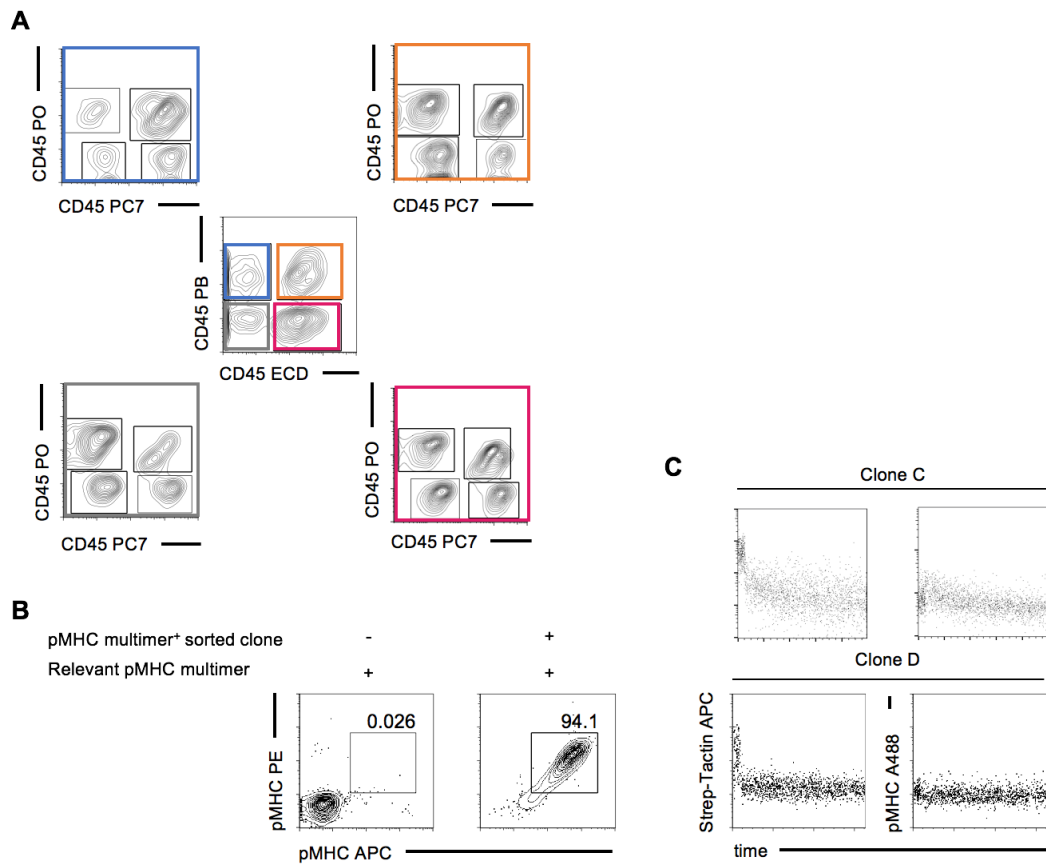 A
CD45 PO
CD45 PC7
CD45 PO
CD45 PC7
CD45 PB
CD45 ECD
CD45 PO
CD45 PC7
CD45 PO
CD45 PC7
B
pMHC multimer⁺ sorted clone - +
Relevant pMHC multimer + +
pMHC PE
0.026
94.1
pMHC APC
C
Clone C
Clone D
Strep-Tactin APC
pMHC A488
time